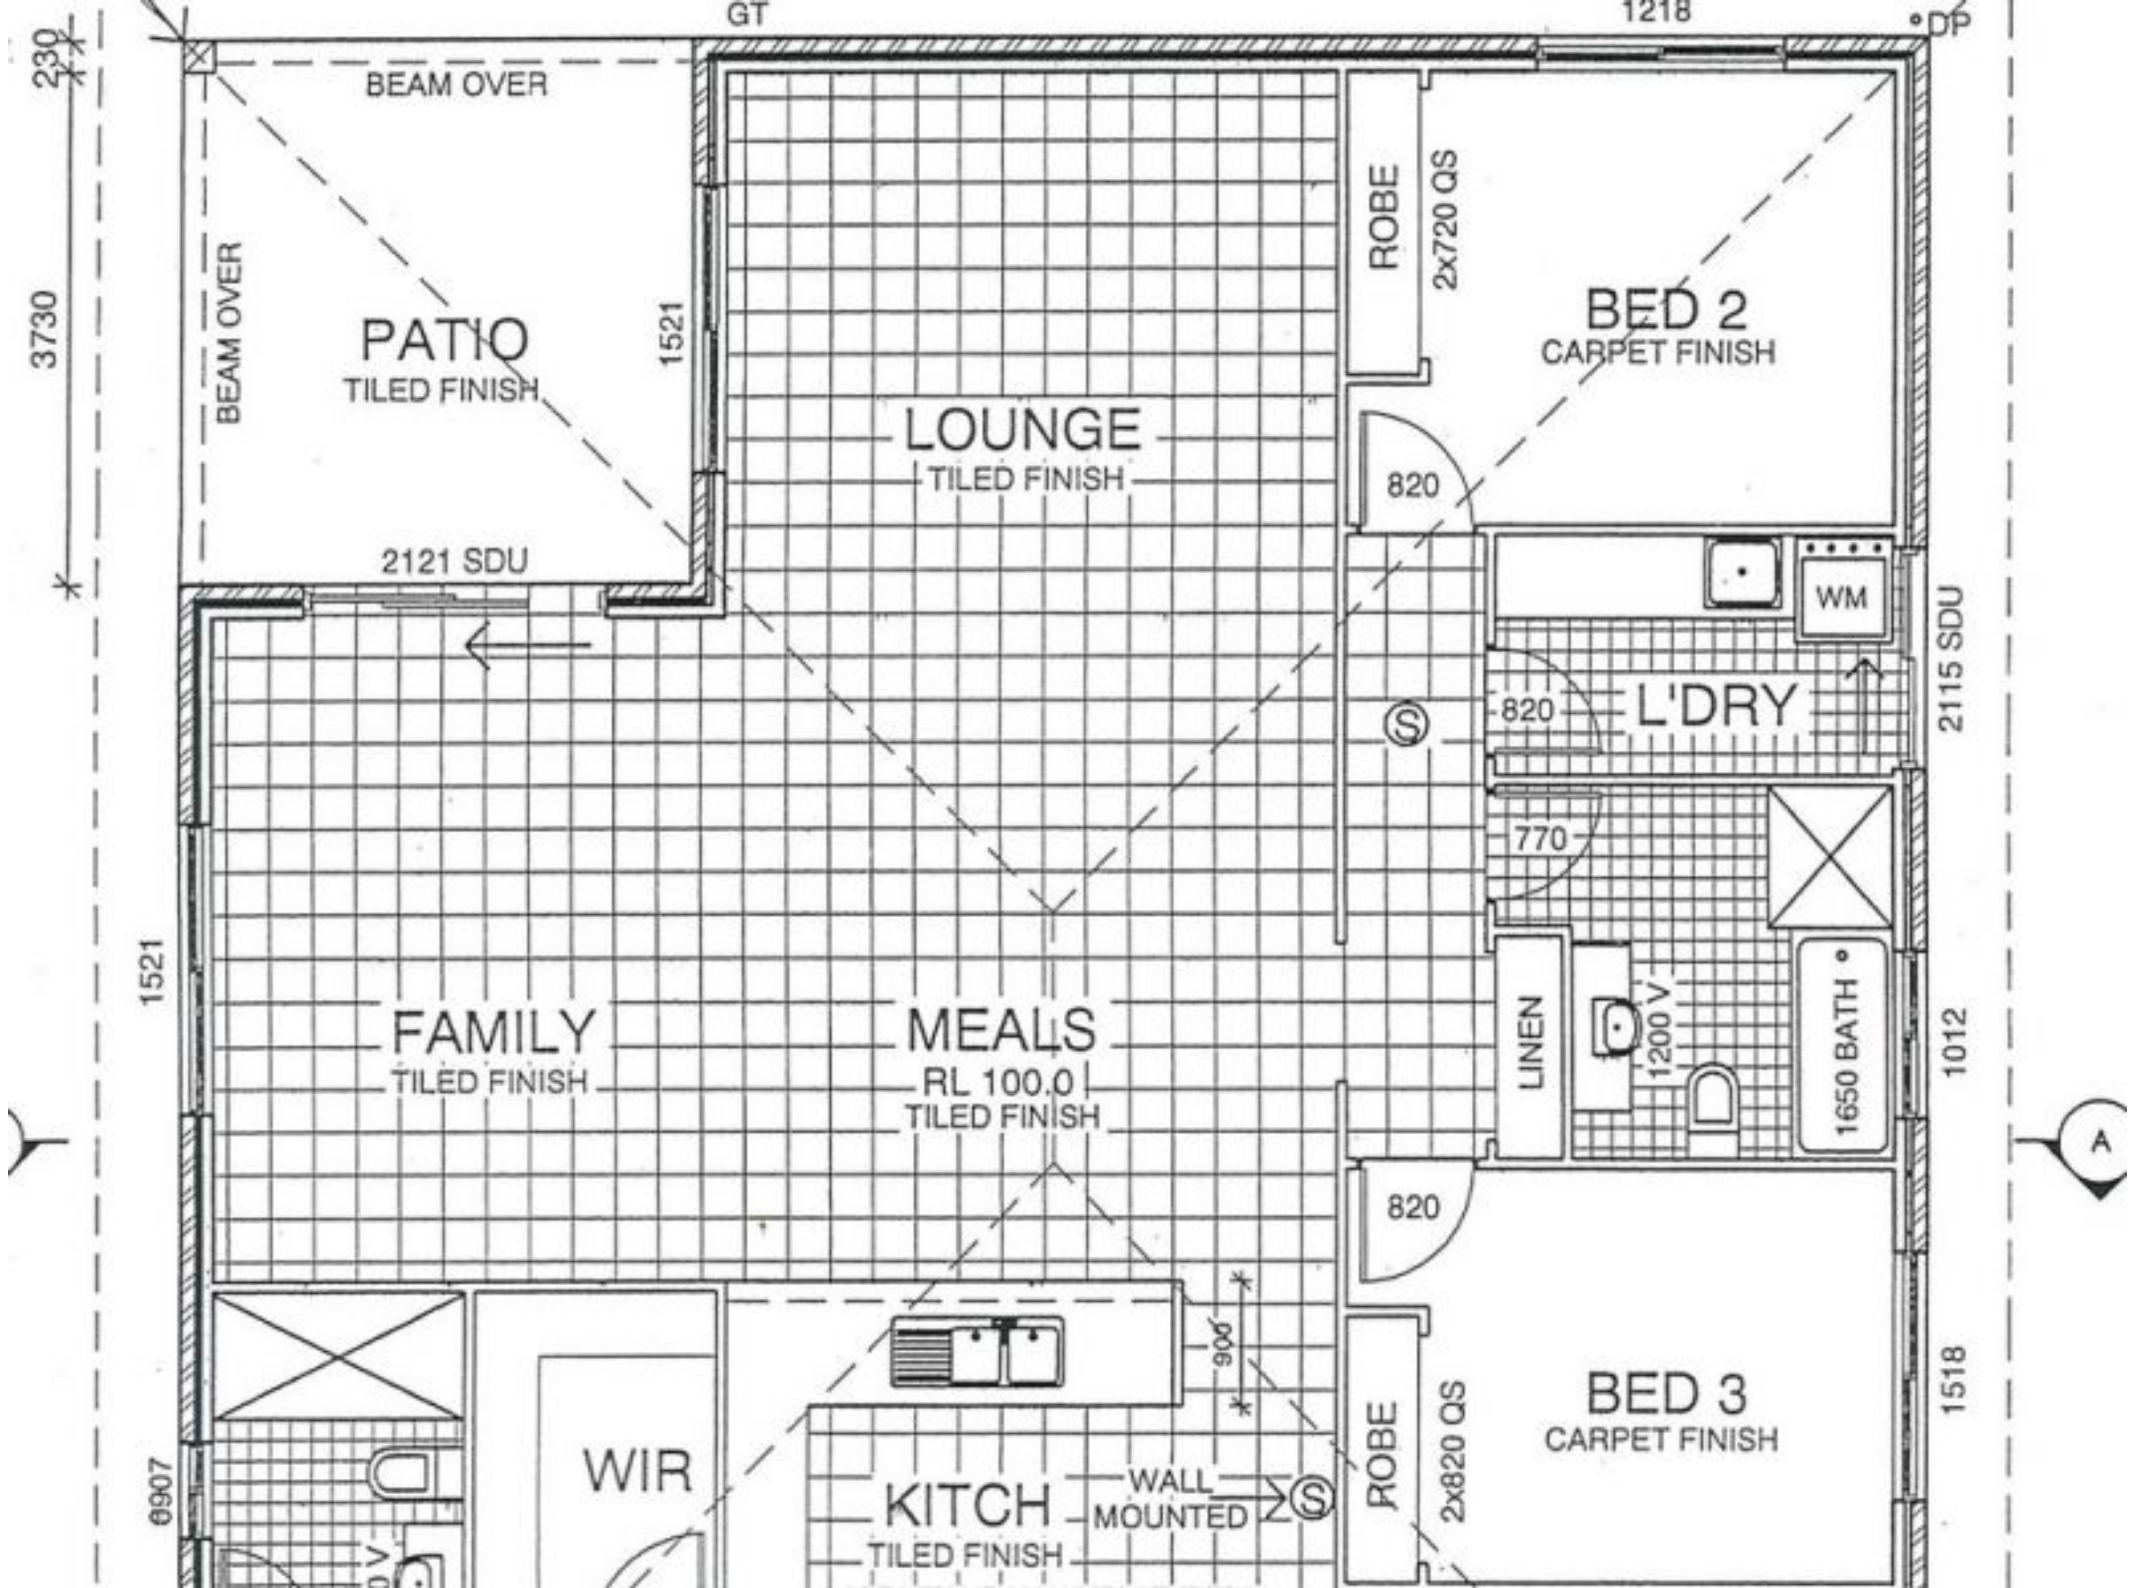 GT
1218
DP
230
BEAM OVER
ROBE
2x720 QS
BED 2
CARPET FINISH
3730
BEAM OVER
PATIO
TILED FINISH
1521
LOUNGE
TILED FINISH
820
2121 SDU
WM
2115 SDU
S
820
L'DRY
770
1521
FAMILY
TILED FINISH
MEALS
RL 100.0
TILED FINISH
LINEN
1200 V
1650 BATH
1012
A
820
900
ROBE
2x820 QS
BED 3
CARPET FINISH
1518
WIR
0907
KITCH
TILED FINISH
WALL
MOUNTED
S
0 V